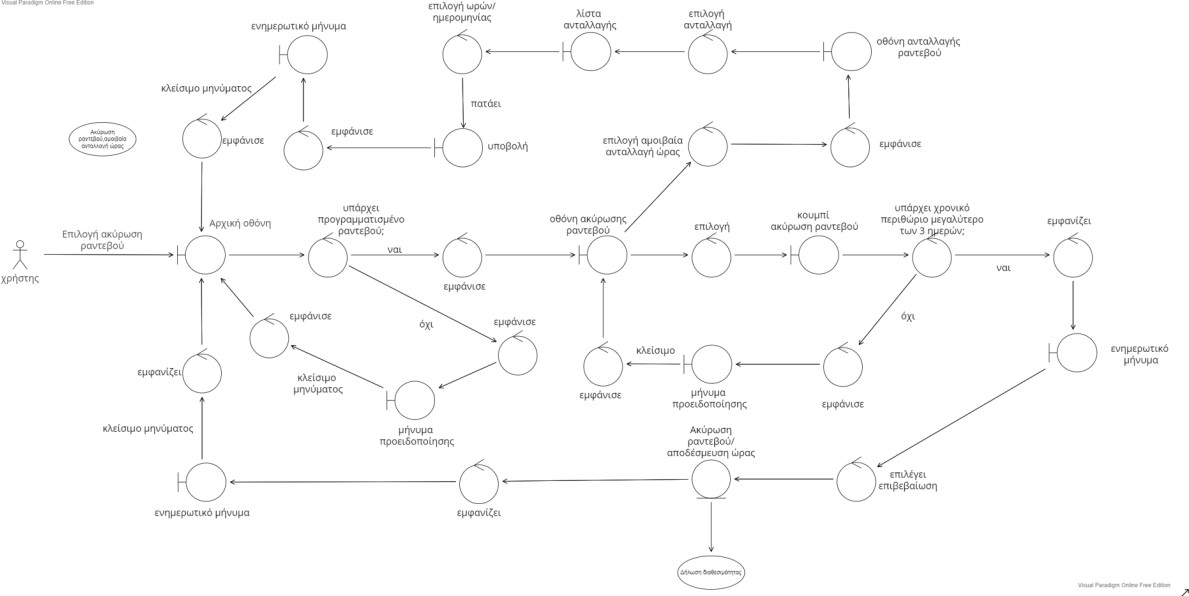 Visual Paradigm Online Free Edition
επιλογή ωρών/
ημερομηνίας
λίστα
ανταλλαγής
επιλογή
ανταλλαγή
ενημερωτικό μήνυμα
οθόνη ανταλλαγής
ραντεβού
κλείσιμο μηνύματος
πατάει
Ακύρωση
ραντεβού,αμοιβαία
ανταλλαγή ώρας
εμφάνισε
εμφάνισε
υποβολή
επιλογή αμοιβαία
ανταλλαγή ώρας
εμφάνισε
Επιλογή ακύρωση
ραντεβού
Αρχική οθόνη
υπάρχει
προγραμματισμένο
ραντεβού;
ναι
οθόνη ακύρωσης
ραντεβού
επιλογή
κουμπί
ακύρωση ραντεβού
υπάρχει χρονικό
περιθώριο μεγαλύτερο
των 3 ημερών;
εμφανίζει
χρήστης
εμφάνισε
ναι
εμφάνισε
όχι
εμφάνισε
όχι
εμφανίζει
κλείσιμο
μηνύματος
κλείσιμο
ενημερωτικό
μήνυμα
εμφάνισε
μήνυμα
προειδοποίησης
εμφάνισε
κλείσιμο μηνύματος
μήνυμα
προειδοποίησης
Ακύρωση
ραντεβού/
αποδέσμευση ώρας
επιλέγει
επιβεβαίωση
ενημερωτικό μήνυμα
εμφανίζει
Δήλωση διαθεσιμότητας
Visual Paradigm Online Free Edition